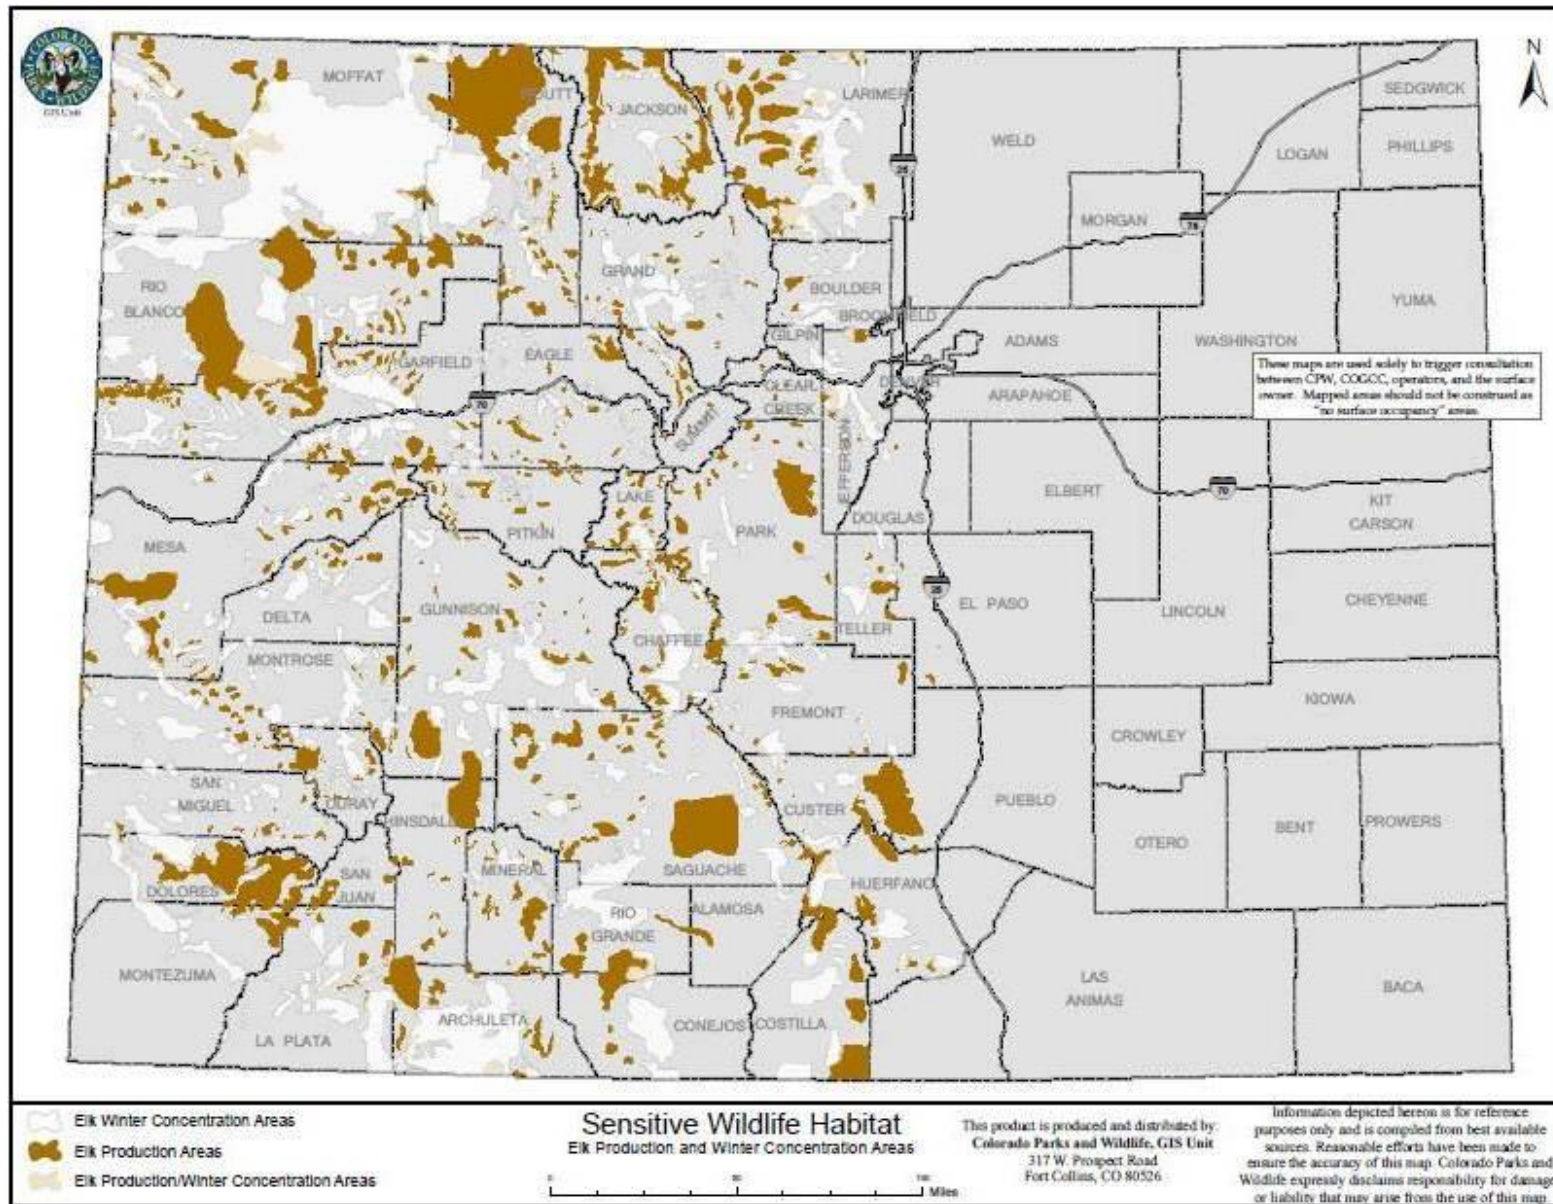 COLORADO
PARKS & WILDLIFE
GIS Unit
N
MOFFAT
ROUTT
JACKSON
LARIMER
WELD
SEDGWICK
LOGAN
PHILLIPS
25
MORGAN
76
RIO
BLANCO
GRAND
BOULDER
BROOMFIELD
GILPIN
YUMA
ADAMS
WASHINGTON
GARFIELD
EAGLE
CLEAR
CREEK
DENVER
ARAPAHOE
These maps are used solely to trigger consultation
between CPW, COGCC, operators, and the surface
owner. Mapped areas should not be construed as
"no surface occupancy" areas.
70
SUMMIT
JEFFERSON
ELBERT
70
KIT
CARSON
LAKE
PITKIN
PARK
DOUGLAS
MESA
25
EL PASO
CHEYENNE
LINCOLN
DELTA
GUNNISON
CHAFFEE
TELLER
MONTROSE
FREMONT
KIOWA
CROWLEY
SAN
MIGUEL
OURAY
HINSDALE
CUSTER
PUEBLO
OTERO
BENT
PROWERS
DOLORES
SAN
JUAN
MINERAL
SAGUACHE
HUERFANO
RIO
GRANDE
ALAMOSA
MONTEZUMA
LAS
ANIMAS
BACA
LA PLATA
ARCHULETA
CONEJOS
COSTILLA
Elk Winter Concentration Areas
Elk Production Areas
Elk Production/Winter Concentration Areas
Sensitive Wildlife Habitat
Elk Production and Winter Concentration Areas
0 50 100
Miles
This product is produced and distributed by:
Colorado Parks and Wildlife, GIS Unit
317 W. Prospect Road
Fort Collins, CO 80526
Information depicted hereon is for reference
purposes only and is compiled from best available
sources. Reasonable efforts have been made to
ensure the accuracy of this map. Colorado Parks and
Wildlife expressly disclaims responsibility for damages
or liability that may arise from the use of this map.